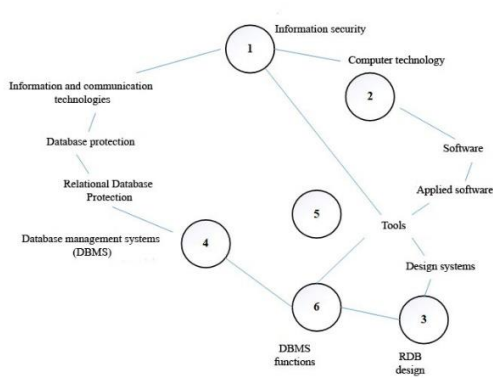 Information security
1
Computer technology
2
Information and communication
technologies
Software
Database protection
Applied software
Relational Database
Protection
5
Tools
Database management systems
(DBMS)
4
Design systems
6
3
DBMS
functions
RDB
design